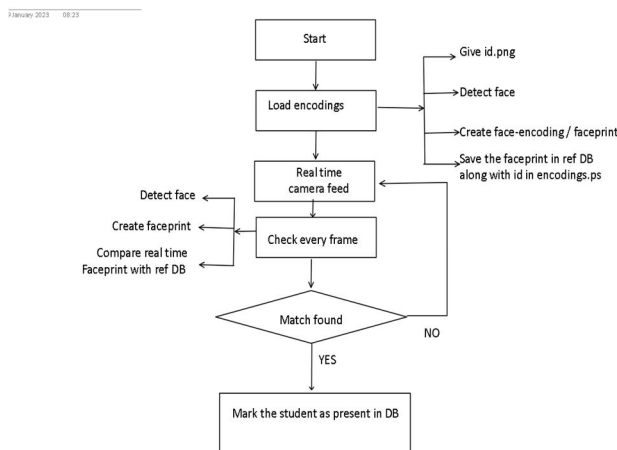 January 2023 08:23
Start
Load encodings
Give id.png
Detect face
Create face-encoding / faceprint
Save the faceprint in ref DB
along with id in encodings.ps
Real time
camera feed
Check every frame
Detect face
Create faceprint
Compare real time
Faceprint with ref DB
Match found
NO
YES
Mark the student as present in DB